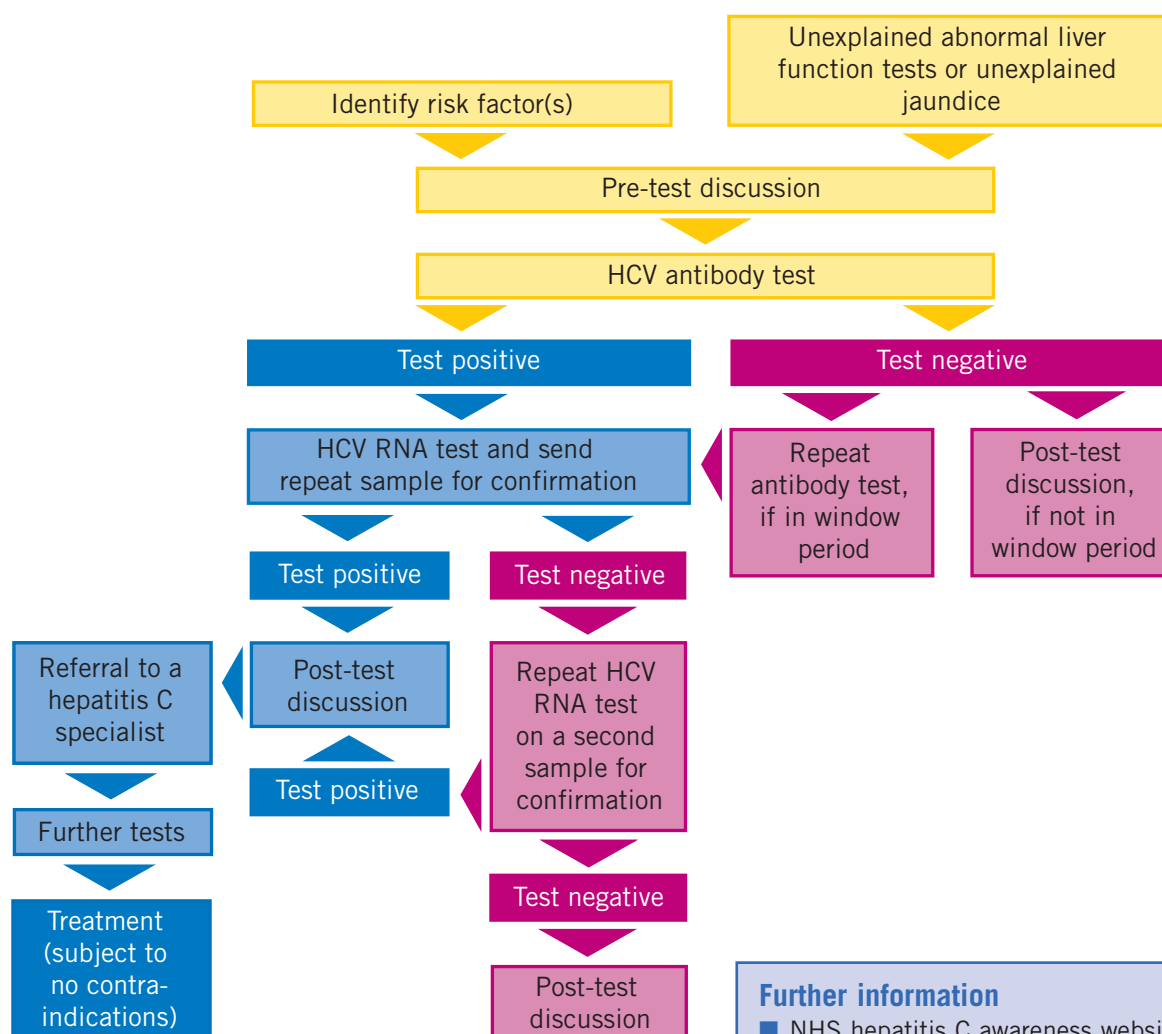 Unexplained abnormal liver
function tests or unexplained
jaundice
Identify risk factor(s)
Pre-test discussion
HCV antibody test
Test positive
Test negative
HCV RNA test and send
repeat sample for confirmation
Repeat
antibody test,
if in window
period
Post-test
discussion,
if not in
window period
Test positive
Test negative
Referral to a
hepatitis C
specialist
Post-test
discussion
Repeat HCV
RNA test
on a second
sample for
confirmation
Test positive
Further tests
Test negative
Treatment
(subject to
no contra-
indications)
Post-test
discussion
Further information
■ NHS hepatitis C awareness